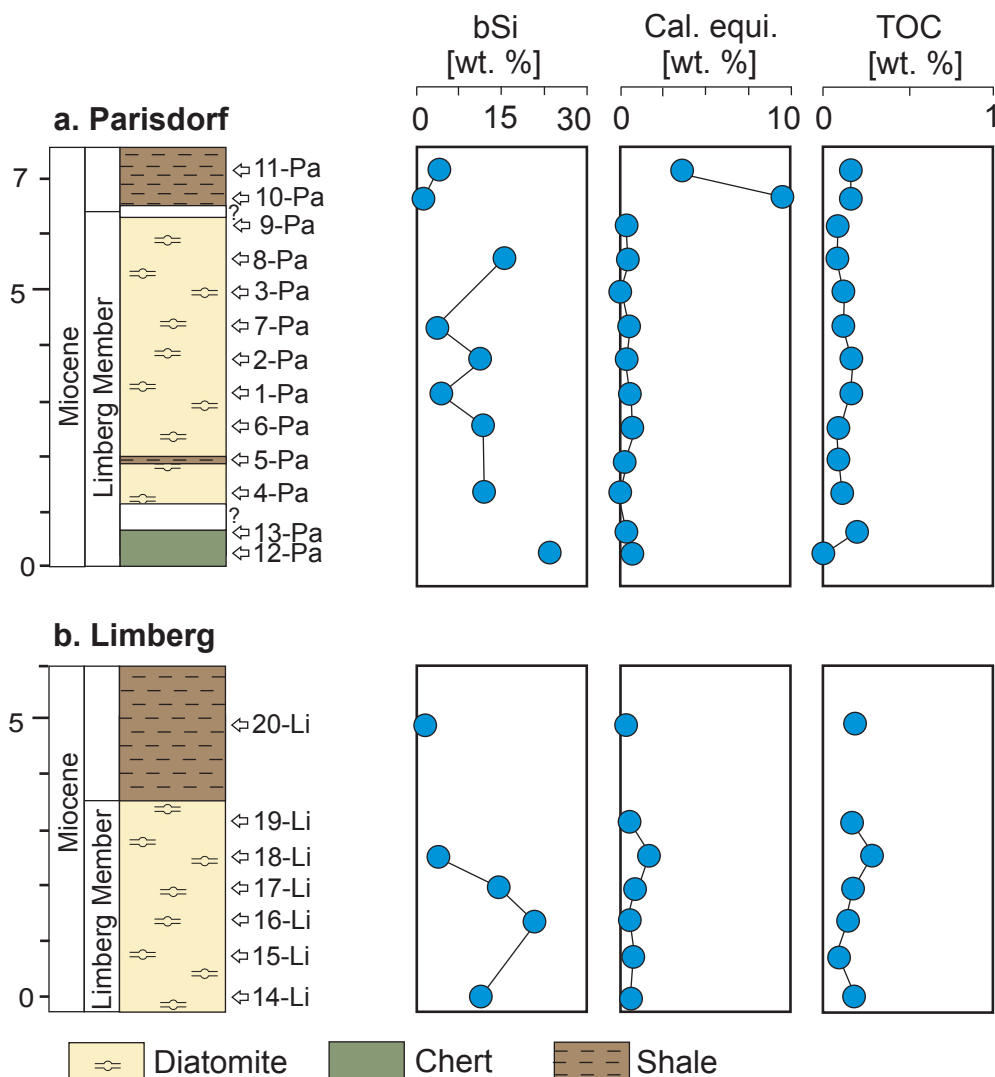 bSi Cal. equi. TOC
[wt. %] [wt. %] [wt. %]
0 15 30 0 10 0 1
a. Parisdorf
7
5
0
Miocene
Limberg Member
11-Pa
10-Pa
?
9-Pa
8-Pa
3-Pa
7-Pa
2-Pa
1-Pa
6-Pa
5-Pa
4-Pa
?
13-Pa
12-Pa
b. Limberg
5
0
Miocene
Limberg Member
20-Li
19-Li
18-Li
17-Li
16-Li
15-Li
14-Li
Diatomite Chert Shale